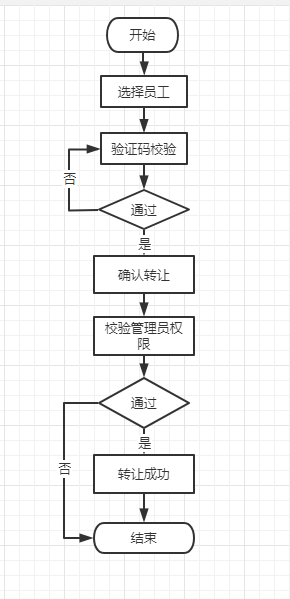 开始
选择员工
验证码校验
否
通过
是
确认转让
校验管理员权
限
通过
是
否
转让成功
结束